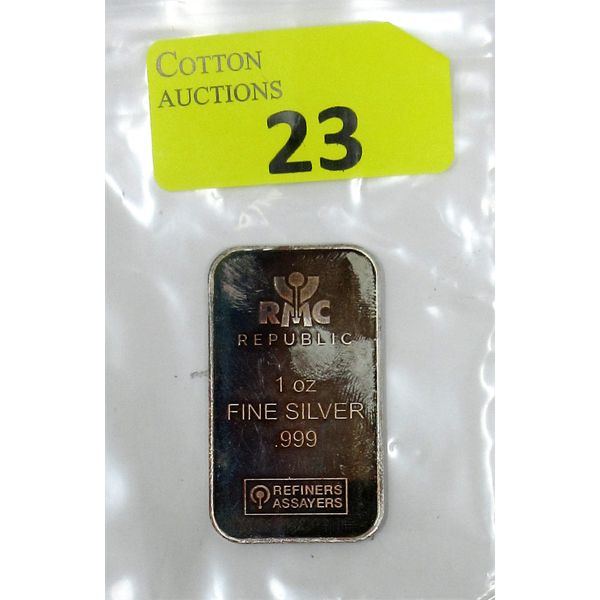 COTTON
AUCTIONS
23
RMC
REPUBLIC
1 oz
FINE SILVER
.999
REFINERS
ASSAYERS